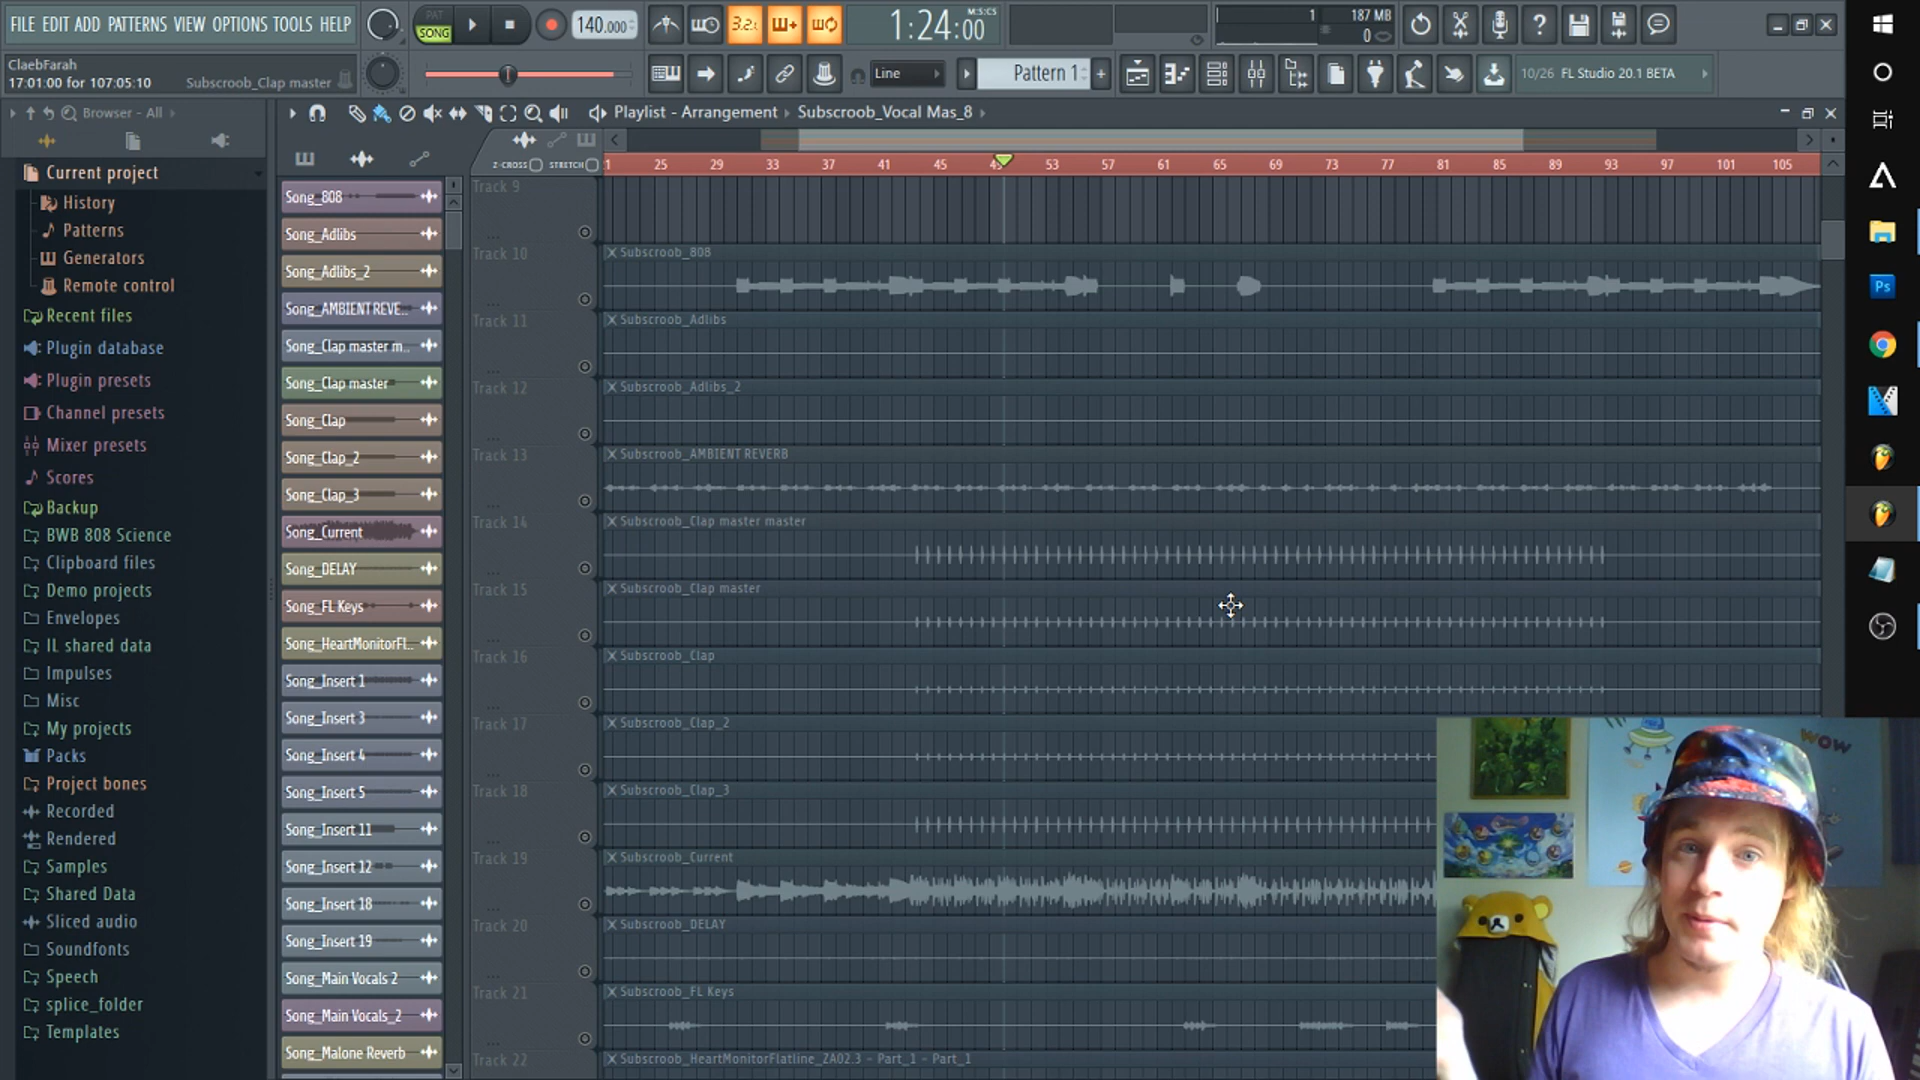 FILE EDIT ADD PATTERNS VIEW OPTIONS TOOLS HELP
PAT
SONG
140.000
3.2.1
1:24:00
M:S:CS
1
187 MB
0
ClaebFarah
17:01:00 for 107:05:10
Subscroob_Clap master
Line
Pattern 1
+
10/26 FL Studio 20.1 BETA
Browser - All
Playlist - Arrangement
Subscroob_Vocal Mas_8
Z-CROSS
STRETCH
25
29
33
37
41
45
53
57
61
65
69
73
77
81
85
89
93
97
101
105
Current project
History
Patterns
Generators
Remote control
Recent files
Plugin database
Plugin presets
Channel presets
Mixer presets
Scores
Backup
BWB 808 Science
Clipboard files
Demo projects
Envelopes
IL shared data
Impulses
Misc
My projects
Packs
Project bones
Recorded
Rendered
Samples
Shared Data
Sliced audio
Soundfonts
Speech
splice_folder
Templates
Song_808
Song_Adlibs
Song_Adlibs_2
Song_AMBIENT REVE..
Song_Clap master m..
Song_Clap master
Song_Clap
Song_Clap_2
Song_Clap_3
Song_Current
Song_DELAY
Song_FL Keys
Song_HeartMonitorFl..
Song_Insert 1
Song_Insert 3
Song_Insert 4
Song_Insert 5
Song_Insert 11
Song_Insert 12
Song_Insert 18
Song_Insert 19
Song_Main Vocals 2
Song_Main Vocals_2
Song_Malone Reverb
Track 9
Track 10
Subscroob_808
Track 11
Subscroob_Adlibs
Track 12
Subscroob_Adlibs_2
Track 13
Subscroob_AMBIENT REVERB
Track 14
Subscroob_Clap master master
Track 15
Subscroob_Clap master
Track 16
Subscroob_Clap
Track 17
Subscroob_Clap_2
Track 18
Subscroob_Clap_3
Track 19
Subscroob_Current
Track 20
Subscroob_DELAY
Track 21
Subscroob_FL Keys
Track 22
Subscroob_HeartMonitorFlatline_ZA02.3 - Part_1 - Part_1
Ps
WOW